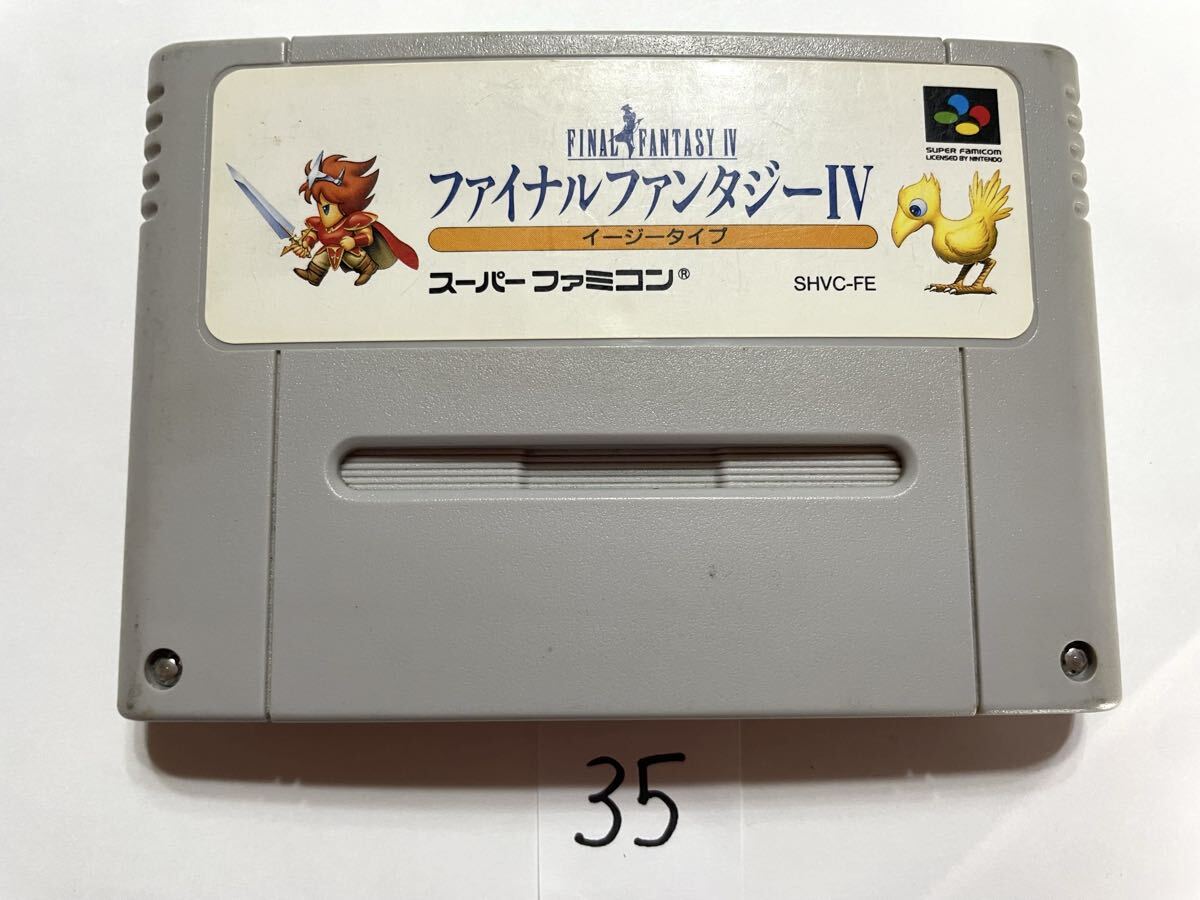 FINAL FANTASY IV
ファイナルファンタジーIV
イージータイプ
スーパーファミコン®
SHVC-FE
SUPER FAMICOM
LICENSED BY NINTENDO
35